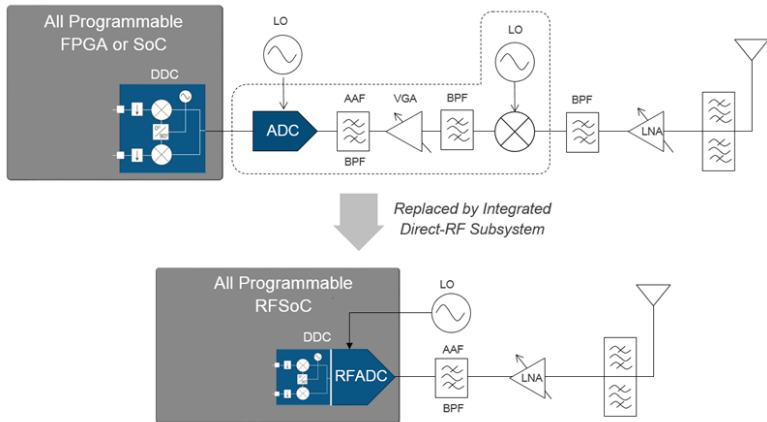 All Programmable
FPGA or SoC
DDC
LO
LO
ADC
AAF
BPF
VGA
BPF
BPF
LNA
Replaced by Integrated
Direct-RF Subsystem
All Programmable
RFSoC
DDC
RFADC
LO
AAF
BPF
LNA